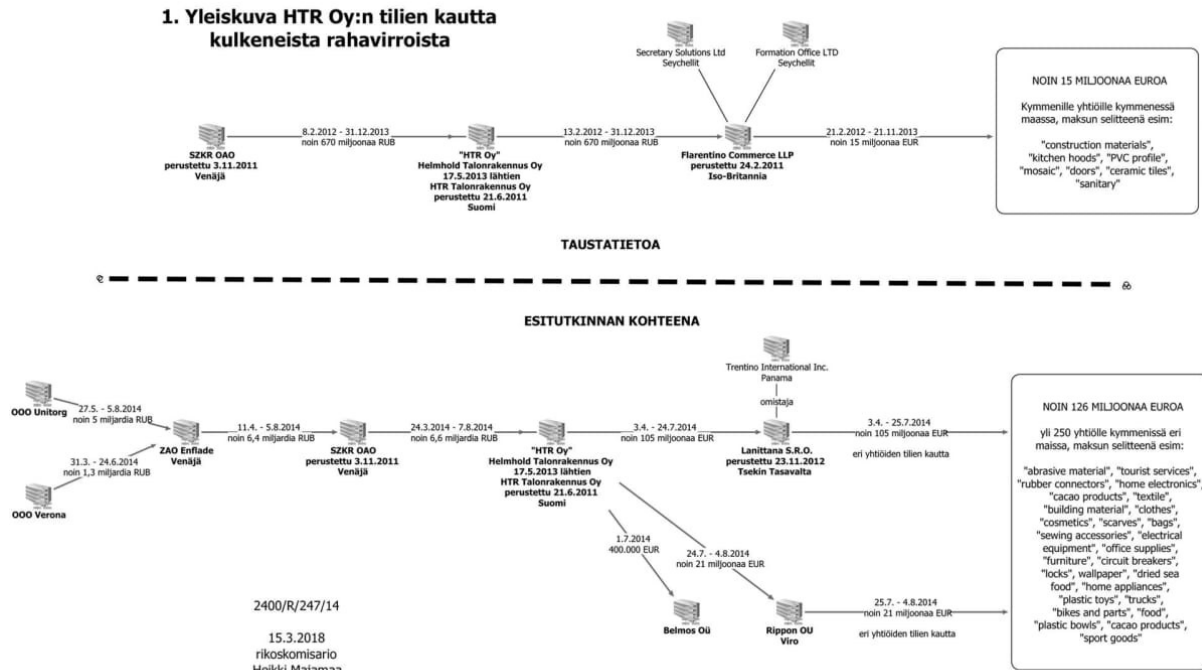 1. Yleiskuva HTR Oy:n tilien kautta
kulkeneista rahavirroista
Secretary Solutions Ltd
Seychellit
Formation Office LTD
Seychellit
SZKR OAO
perustettu 3.11.2011
Venäjä
8.2.2012 - 31.12.2013
noin 670 miljoonaa RUB
"HTR Oy"
Helmhold Talonrakennus Oy
17.5.2013 lähtien
HTR Talonrakennus Oy
perustettu 21.6.2011
Suomi
13.2.2012 - 31.12.2013
noin 670 miljoonaa RUB
Flarentino Commerce LLP
perustettu 24.2.2011
Iso-Britannia
21.2.2012 - 21.11.2013
noin 15 miljoonaa EUR
NOIN 15 MILJOONAA EUROA
Kymmenille yhtiöille kymmenessä
maassa, maksun selitteenä esim:
"construction materials",
"kitchen hoods", "PVC profile",
"mosaic", "doors", "ceramic tiles",
"sanitary"
TAUSTATIETOA
ESITUTKINNAN KOHTEENA
OOO Unitorg
27.5. - 5.8.2014
noin 5 miljardia RUB
OOO Verona
31.3. - 24.6.2014
noin 1,3 miljardia RUB
ZAO Enflade
Venäjä
11.4. - 5.8.2014
noin 6,4 miljardia RUB
SZKR OAO
perustettu 3.11.2011
Venäjä
24.3.2014 - 7.8.2014
noin 6,6 miljardia RUB
"HTR Oy"
Helmhold Talonrakennus Oy
17.5.2013 lähtien
HTR Talonrakennus Oy
perustettu 21.6.2011
Suomi
3.4. - 24.7.2014
noin 105 miljoonaa EUR
Trentino International Inc.
Panama
omistaja
Lanittana S.R.O.
perustettu 23.11.2012
Tsekin Tasavalta
3.4. - 25.7.2014
noin 105 miljoonaa EUR
eri yhtiöiden tilien kautta
1.7.2014
400.000 EUR
Belmos Oü
24.7. - 4.8.2014
noin 21 miljoonaa EUR
Rippon OU
Viro
25.7. - 4.8.2014
noin 21 miljoonaa EUR
eri yhtiöiden tilien kautta
NOIN 126 MILJOONAA EUROA
yli 250 yhtiölle kymmenissä eri
maissa, maksun selitteenä esim:
"abrasive material", "tourist services",
"rubber connectors", "home electronics",
"cacao products", "textile",
"building material", "clothes",
"cosmetics", "scarves", "bags",
"sewing accessories", "electrical
equipment", "office supplies",
"furniture", "circuit breakers",
"locks", wallpaper", "dried sea
food", "home appliances",
"plastic toys", "trucks",
"bikes and parts", "food",
"plastic bowls", "cacao products",
"sport goods"
2400/R/247/14
15.3.2018
rikoskomisario
Heikki Majamaa